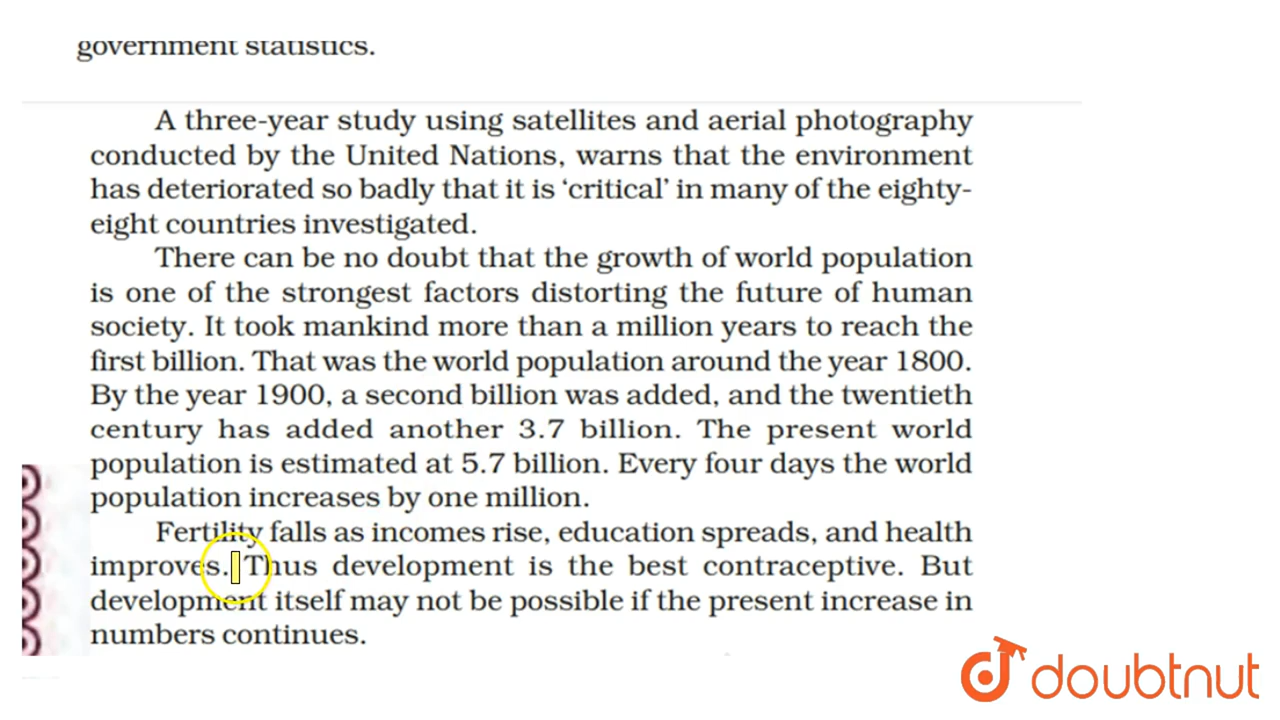 government statistics.
A three-year study using satellites and aerial photography
conducted by the United Nations, warns that the environment
has deteriorated so badly that it is ‘critical’ in many of the eighty-
eight countries investigated.
There can be no doubt that the growth of world population
is one of the strongest factors distorting the future of human
society. It took mankind more than a million years to reach the
first billion. That was the world population around the year 1800.
By the year 1900, a second billion was added, and the twentieth
century has added another 3.7 billion. The present world
population is estimated at 5.7 billion. Every four days the world
population increases by one million.
Fertility falls as incomes rise, education spreads, and health
improves. Thus development is the best contraceptive. But
development itself may not be possible if the present increase in
numbers continues.
doubtnut